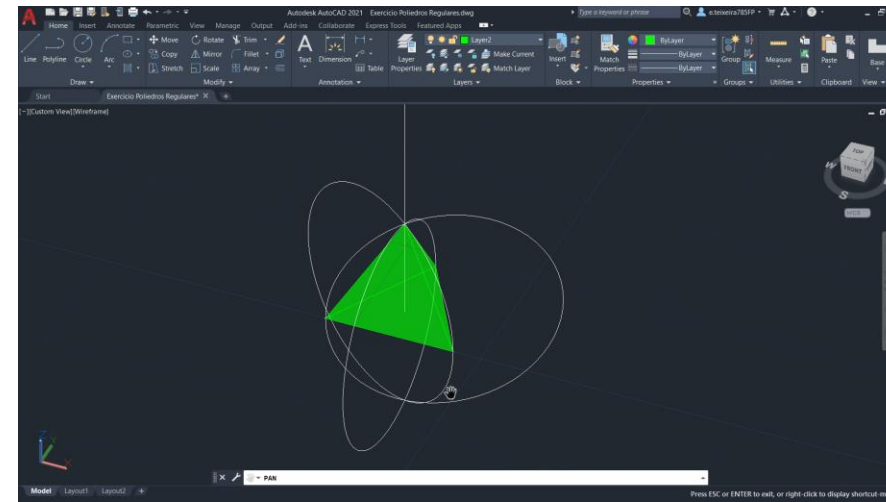 Autodesk AutoCAD 2021 Exercicio Poliedros Regulares.dwg
Type a keyword or phrase
e.teixeira785FP
Home Insert Annotate Parametric View Manage Output Add-ins Collaborate Express Tools Featured Apps
Line Polyline Circle Arc
Move Rotate Trim
Copy Mirror Fillet
Stretch Scale Array
Text Dimension
Table
Layer Properties
Layer2
Make Current
Match Layer
Insert
Match Properties
ByLayer
ByLayer
ByLayer
Group
Measure
Paste
Base
Draw Modify Annotation Layers Block Properties Groups Utilities Clipboard View
Start Exercicio Poliedros Regulares*
[−][Custom View][Wireframe]
TOP
W
FRONT
S
PAN
Model Layout1 Layout2 +
Press ESC or ENTER to exit, or right-click to display shortcut-m